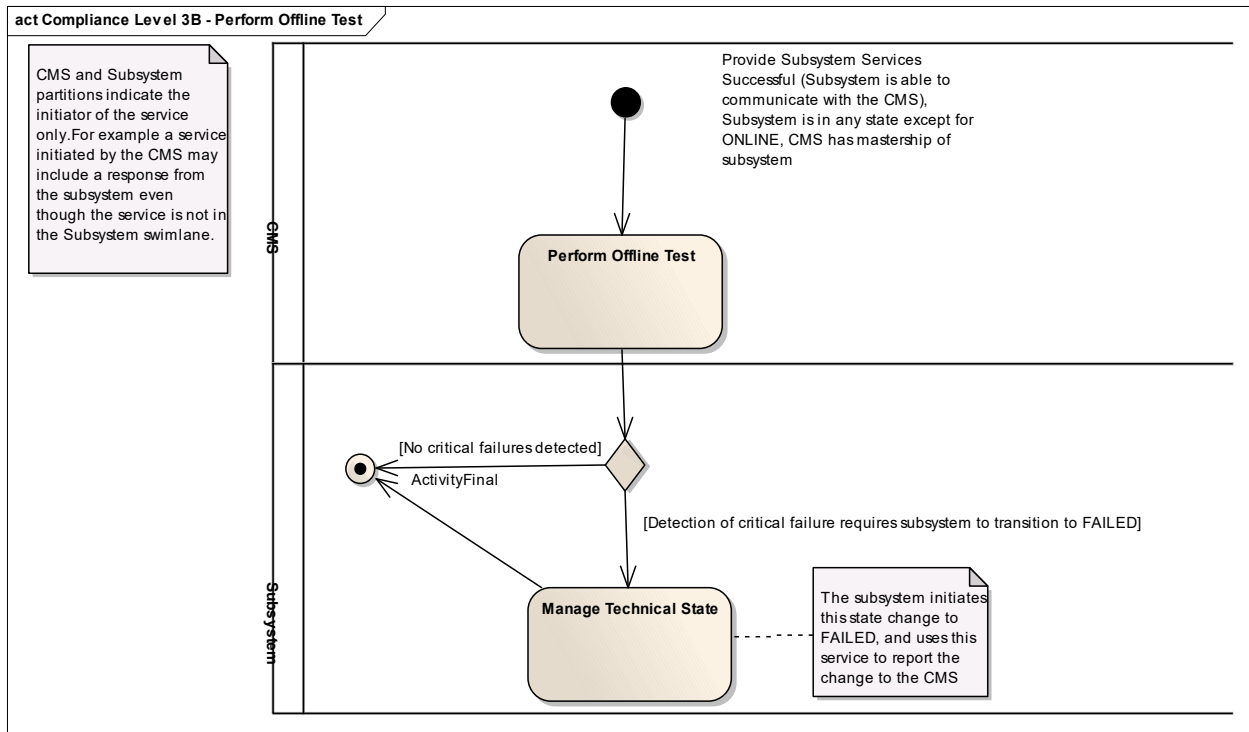 act Compliance Level 3B - Perform Offline Test
CMS and Subsystem
partitions indicate the
initiator of the service
only.For example a service
initiated by the CMS may
include a response from
the subsystem even
though the service is not in
the Subsystem swimlane.
CMS
Provide Subsystem Services
Successful (Subsystem is able to
communicate with the CMS),
Subsystem is in any state except for
ONLINE, CMS has mastership of
subsystem
Perform Offline Test
Subsystem
[No critical failures detected]
ActivityFinal
[Detection of critical failure requires subsystem to transition to FAILED]
Manage Technical State
The subsystem initiates
this state change to
FAILED, and uses this
service to report the
change to the CMS